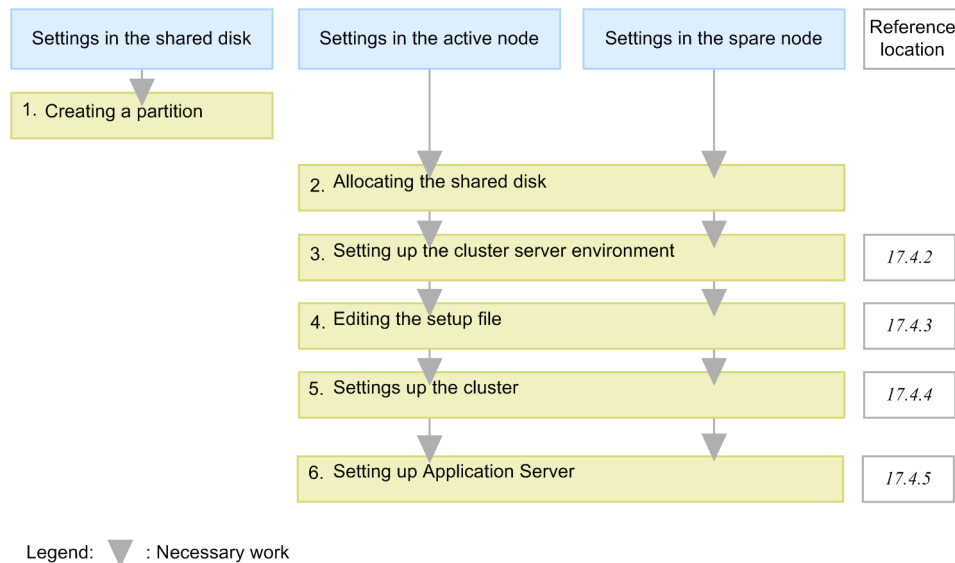 Settings in the shared disk
Settings in the active node
Settings in the spare node
Reference
location
1. Creating a partition
2. Allocating the shared disk
3. Setting up the cluster server environment
17.4.2
4. Editing the setup file
17.4.3
5. Settings up the cluster
17.4.4
6. Setting up Application Server
17.4.5
Legend: : Necessary work